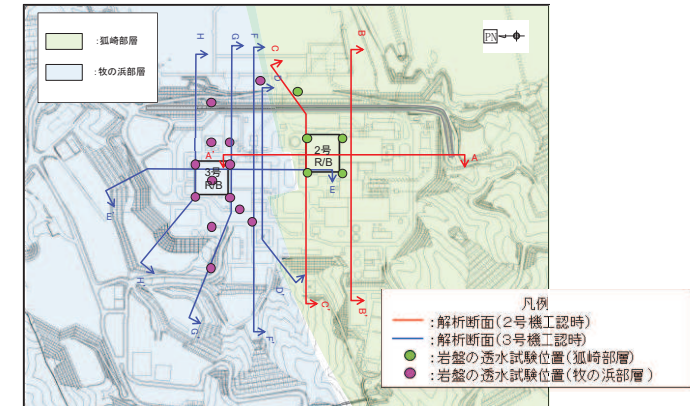 :狐崎部層
:牧の浜部層
PN
H
G
F
C
B
D
A'
A
2号
R/B
3号
R/B
E
E'
H'
G'
F'
D'
C'
B'
凡例
:解析断面(2号機工認時)
:解析断面(3号機工認時)
:岩盤の透水試験位置(狐崎部層)
:岩盤の透水試験位置(牧の浜部層)